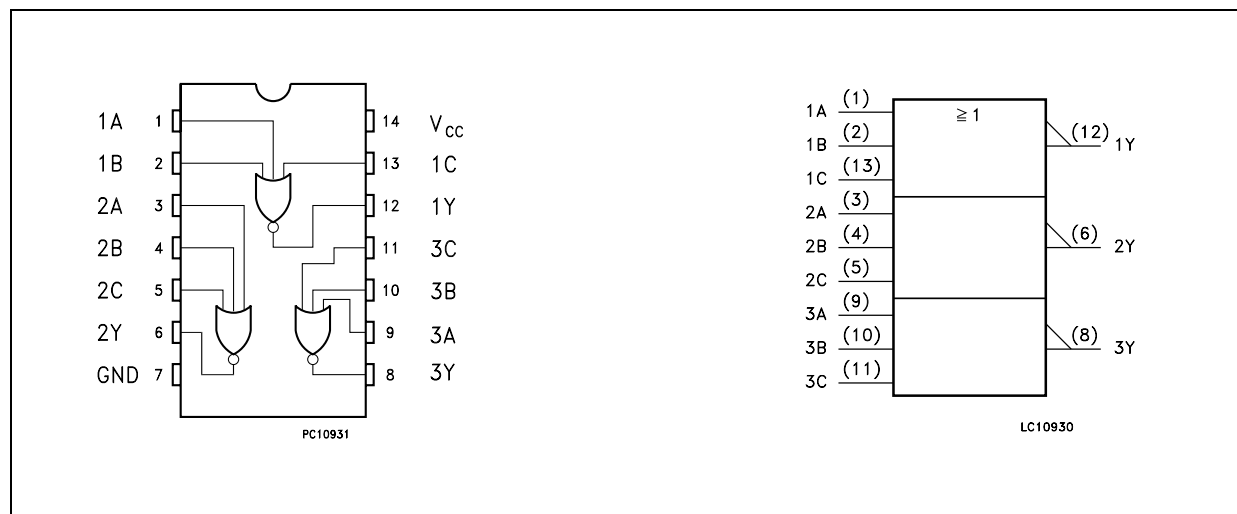 1A 1 14 VCC
1B 2 13 1C
2A 3 12 1Y
2B 4 11 3C
2C 5 10 3B
2Y 6 9 3A
GND 7 8 3Y
PC10931
≧1
1A (1)
1B (2)
1C (13)
2A (3)
2B (4)
2C (5)
3A (9)
3B (10)
3C (11)
(12) 1Y
(6) 2Y
(8) 3Y
LC10930